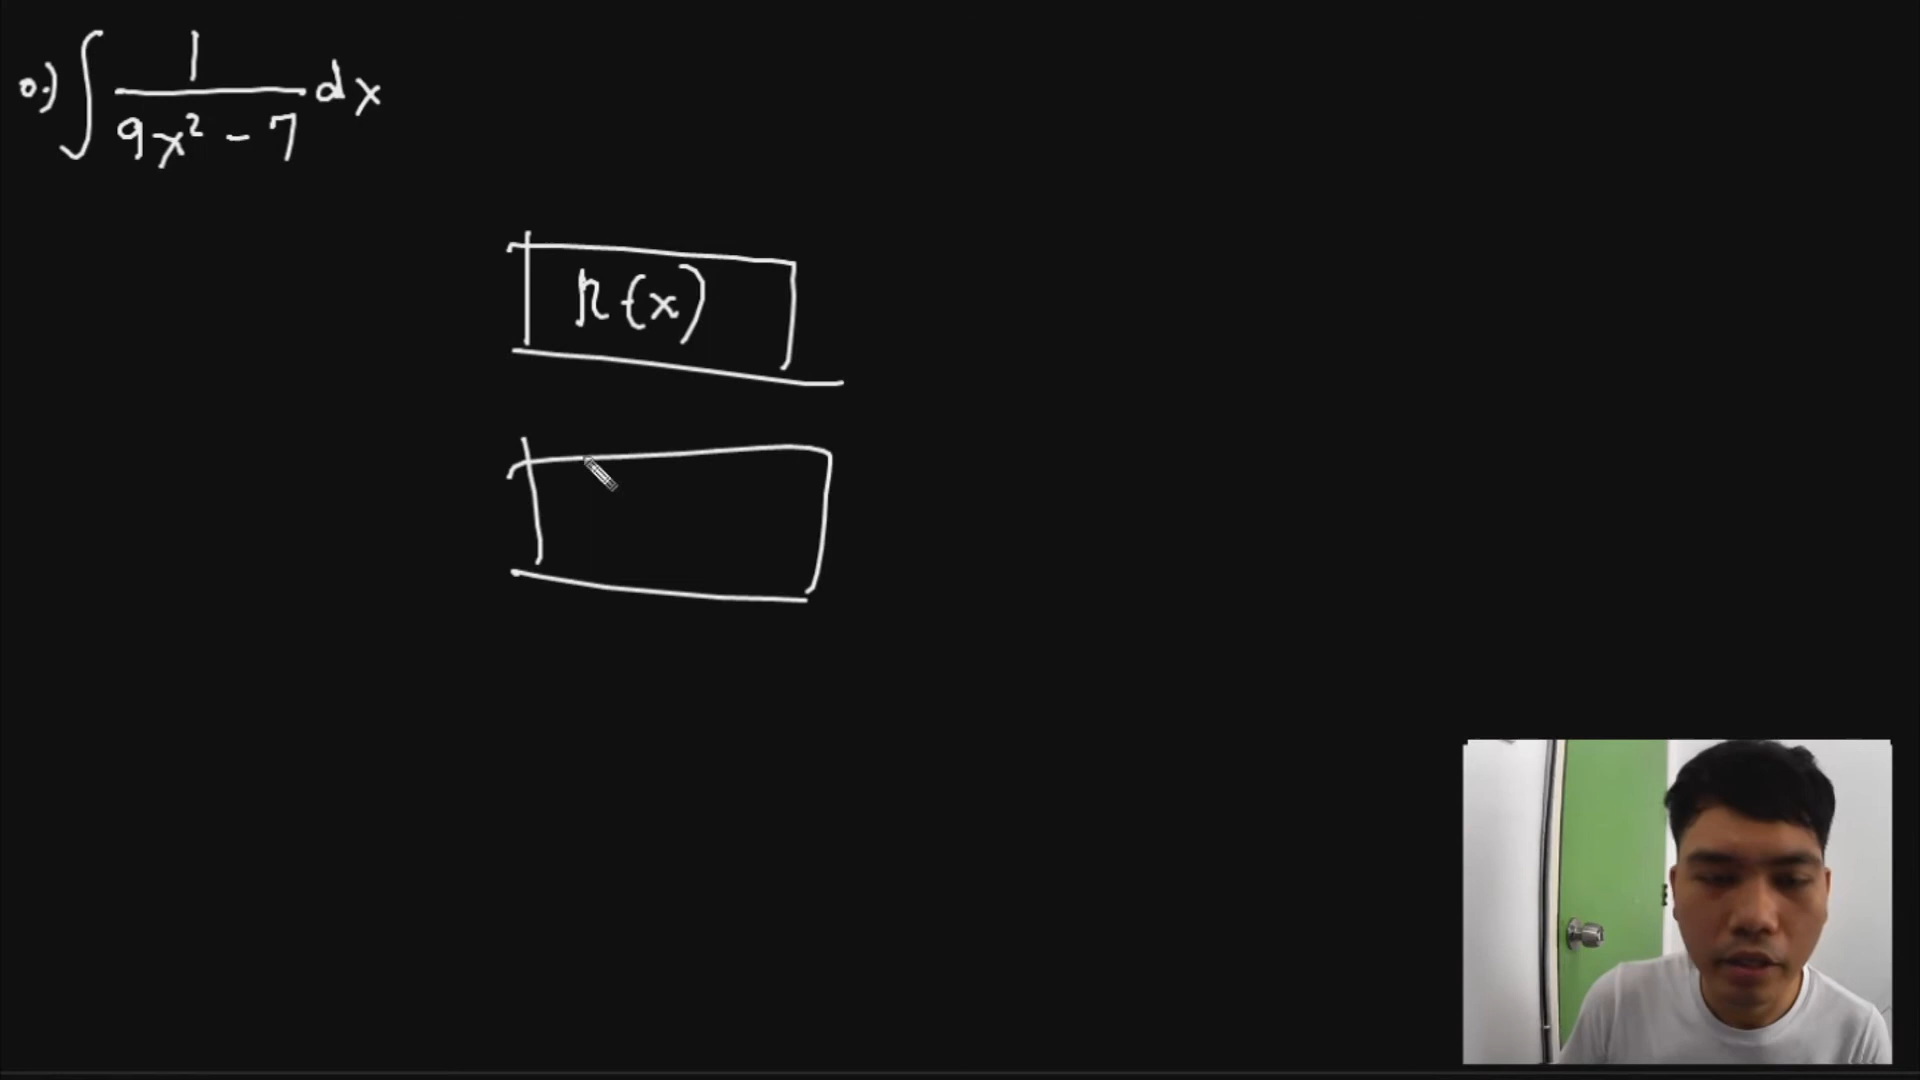 o.) ∫ 1/(9x² - 7) dx
r(x)